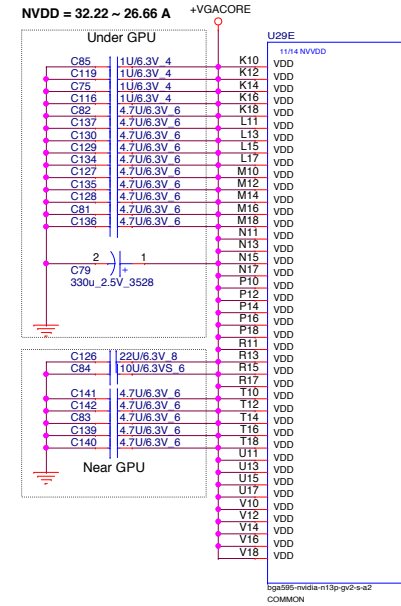 NVDD = 32.22 ~ 26.66 A
+VGACORE
Under GPU
C85 1U/6.3V_4
C119 1U/6.3V_4
C75 1U/6.3V_4
C116 1U/6.3V_4
C82 4.7U/6.3V_6
C137 4.7U/6.3V_6
C130 4.7U/6.3V_6
C129 4.7U/6.3V_6
C134 4.7U/6.3V_6
C127 4.7U/6.3V_6
C135 4.7U/6.3V_6
C128 4.7U/6.3V_6
C81 4.7U/6.3V_6
C136 4.7U/6.3V_6
2 1
+
C79
330u_2.5V_3528
C126 22U/6.3V_8
C84 10U/6.3VS_6
C141 4.7U/6.3V_6
C142 4.7U/6.3V_6
C83 4.7U/6.3V_6
C139 4.7U/6.3V_6
C140 4.7U/6.3V_6
Near GPU
U29E
11/14 NVVDD
K10 VDD
K12 VDD
K14 VDD
K16 VDD
K18 VDD
L11 VDD
L13 VDD
L15 VDD
L17 VDD
M10 VDD
M12 VDD
M14 VDD
M16 VDD
M18 VDD
N11 VDD
N13 VDD
N15 VDD
N17 VDD
P10 VDD
P12 VDD
P14 VDD
P16 VDD
P18 VDD
R11 VDD
R13 VDD
R15 VDD
R17 VDD
T10 VDD
T12 VDD
T14 VDD
T16 VDD
T18 VDD
U11 VDD
U13 VDD
U15 VDD
U17 VDD
V10 VDD
V12 VDD
V14 VDD
V16 VDD
V18 VDD
bga595-nvidia-n13p-gv2-s-a2
COMMON